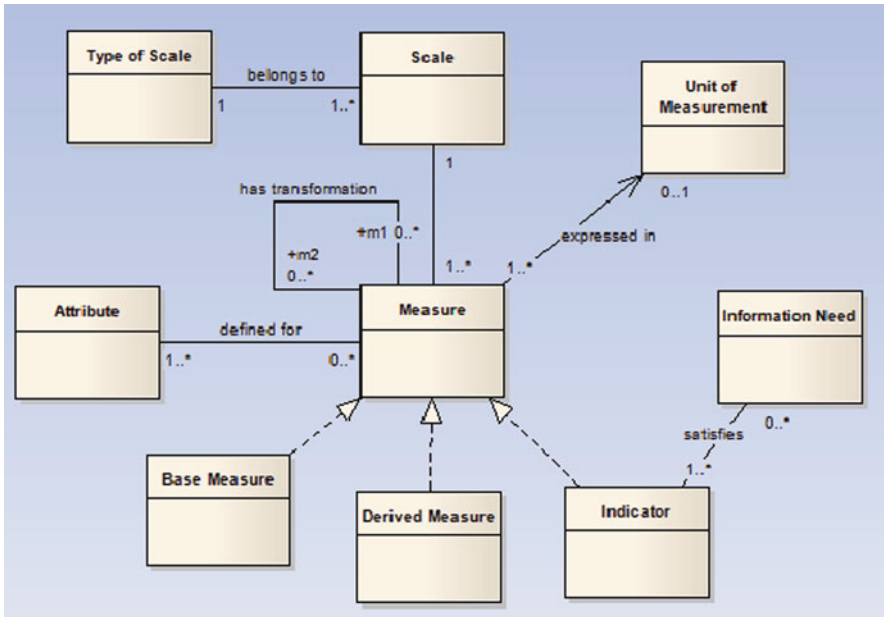 Type of Scale
belongs to
1
1..*
Scale
1
Unit of
Measurement
0..1
has transformation
+m1 0..*
+m2
0..*
expressed in
1..*
1..*
Attribute
defined for
1..*
0..*
Measure
Information Need
0..*
satisfies
1..*
Base Measure
Derived Measure
Indicator